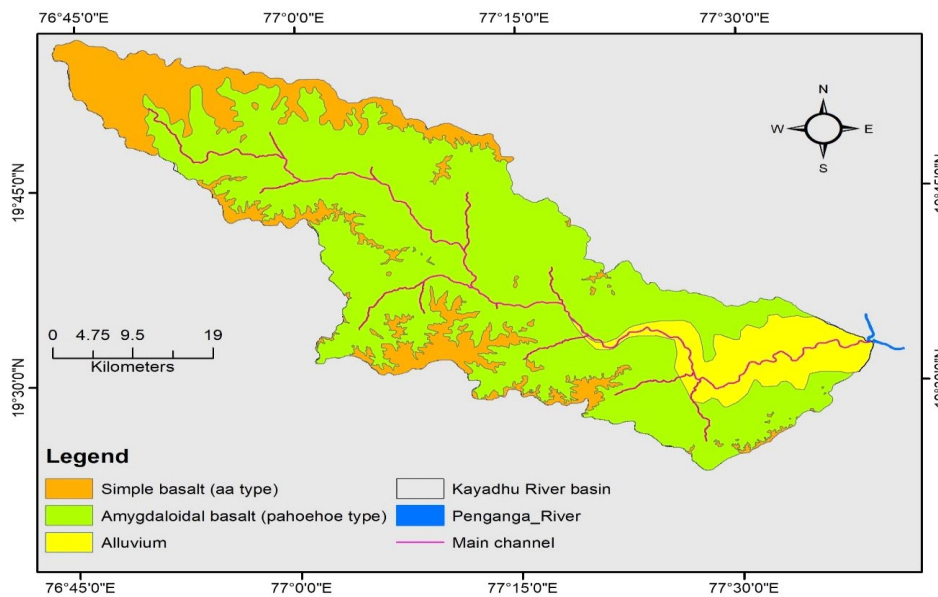 76°45'0"E 77°0'0"E 77°15'0"E 77°30'0"E
N
W E
S
19°45'0"N
19°30'0"N
0 4.75 9.5 19
Kilometers
Legend
Simple basalt (aa type)
Amygdaloidal basalt (pahoehoe type)
Alluvium
Kayadhu River basin
Penganga_River
Main channel
76°45'0"E 77°0'0"E 77°15'0"E 77°30'0"E